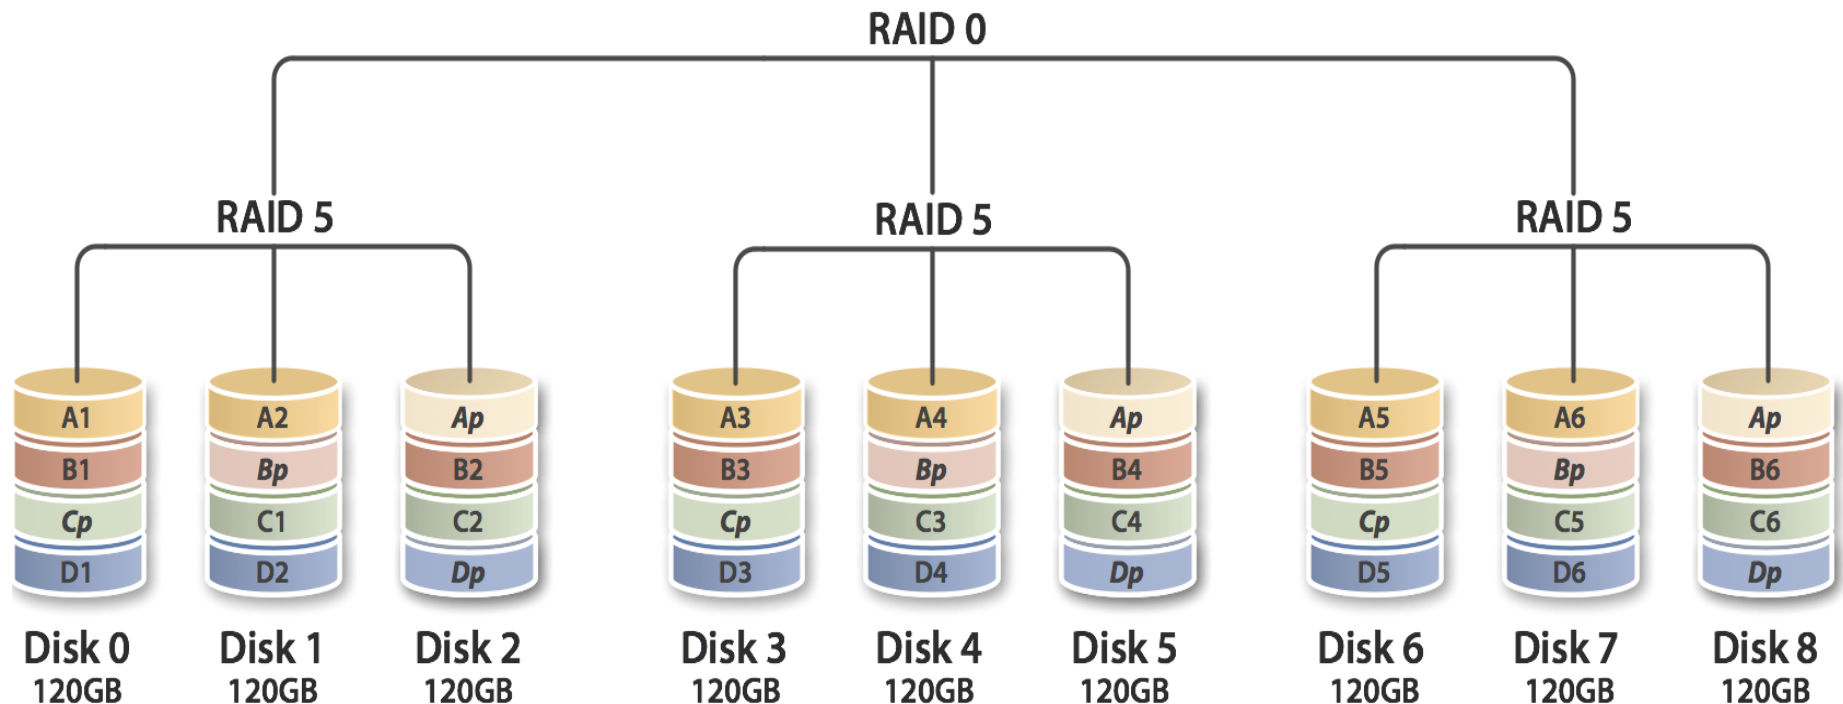 RAID 0
RAID 5 RAID 5 RAID 5
A1 A2 Ap A3 A4 Ap A5 A6 Ap
B1 Bp B2 B3 Bp B4 B5 Bp B6
Cp C1 C2 Cp C3 C4 Cp C5 C6
D1 D2 Dp D3 D4 Dp D5 D6 Dp
Disk 0 Disk 1 Disk 2 Disk 3 Disk 4 Disk 5 Disk 6 Disk 7 Disk 8
120GB 120GB 120GB 120GB 120GB 120GB 120GB 120GB 120GB